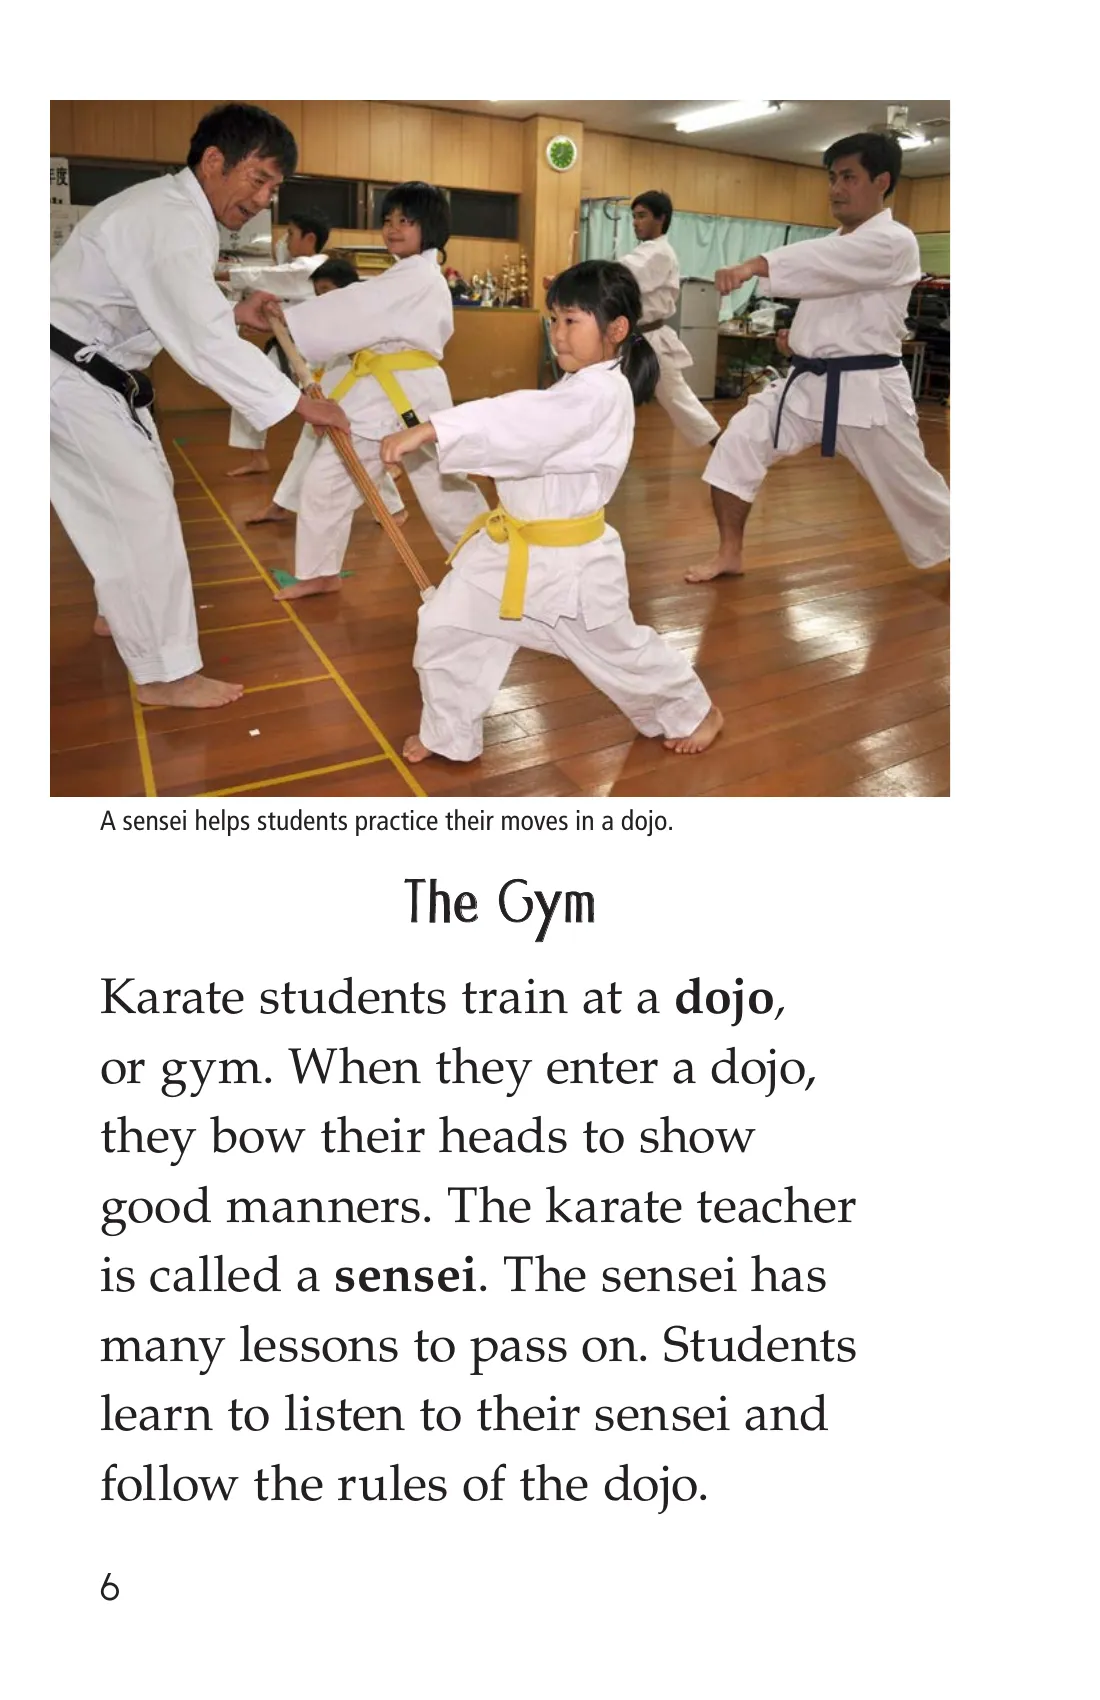 年度
A sensei helps students practice their moves in a dojo.
The Gym
Karate students train at a dojo,
or gym. When they enter a dojo,
they bow their heads to show
good manners. The karate teacher
is called a sensei. The sensei has
many lessons to pass on. Students
learn to listen to their sensei and
follow the rules of the dojo.
6